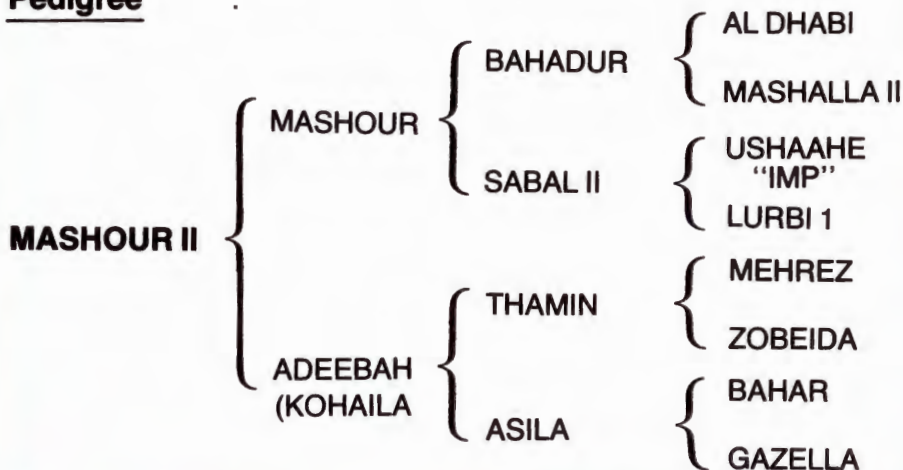 Pedigree
AL DHABI
BAHADUR
MASHALLA II
MASHOUR
USHAAHE
"IMP"
SABAL II
LURBI 1
MASHOUR II
MEHREZ
THAMIN
ZOBEIDA
ADEEBAH
(KOHAILA
BAHAR
ASILA
GAZELLA